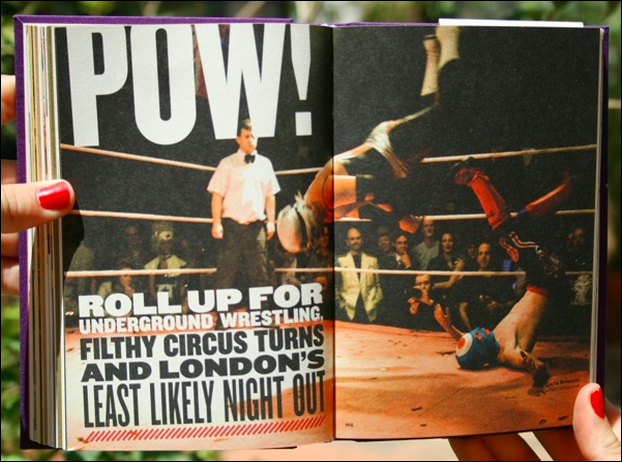 POW!
ROLL UP FOR
UNDERGROUND WRESTLING,
FILTHY CIRCUS TURNS
AND LONDON'S
LEAST LIKELY NIGHT OUT